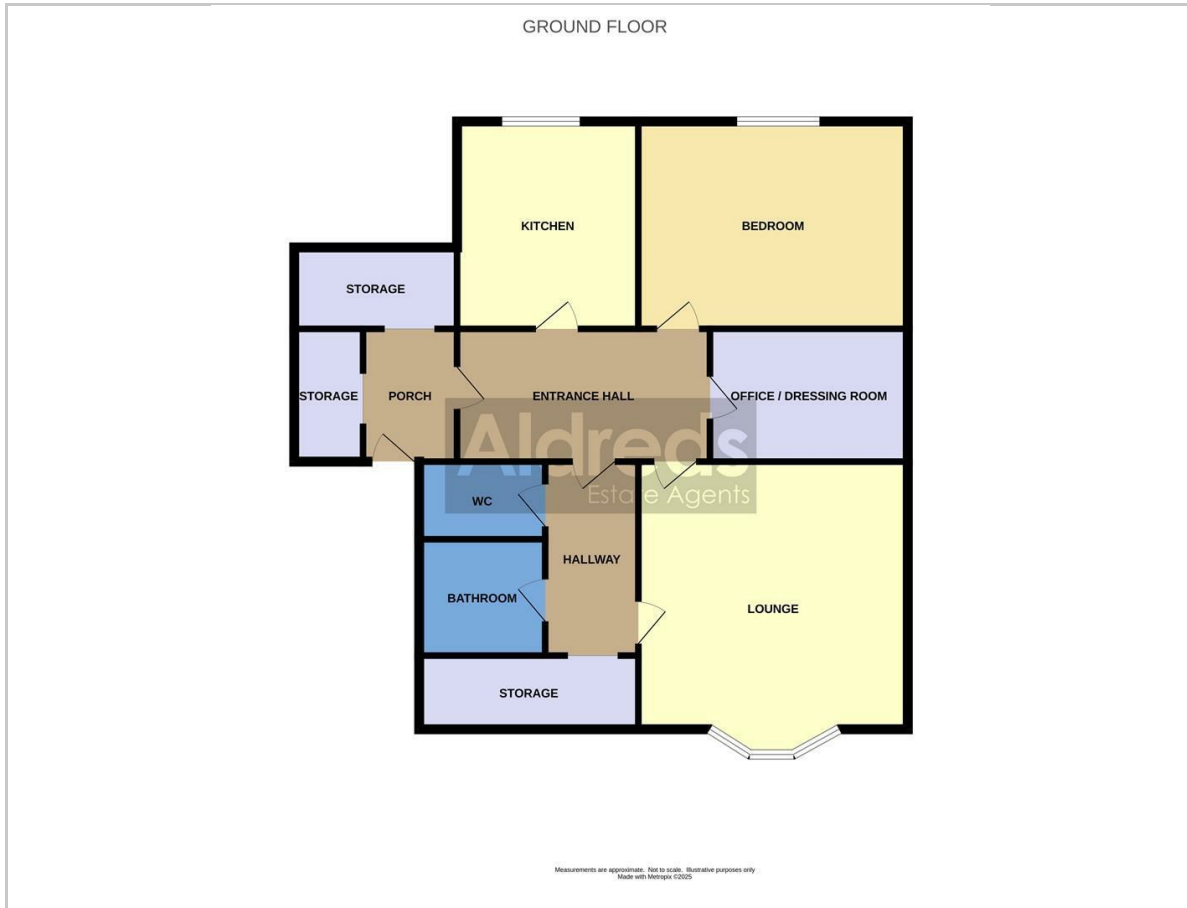 GROUND FLOOR
KITCHEN
BEDROOM
STORAGE
STORAGE
PORCH
ENTRANCE HALL
OFFICE / DRESSING ROOM
Aldreds
Estate Agents
WC
HALLWAY
BATHROOM
LOUNGE
STORAGE
Measurements are approximate. Not to scale. Illustrative purposes only
Made with Metropix ©2025